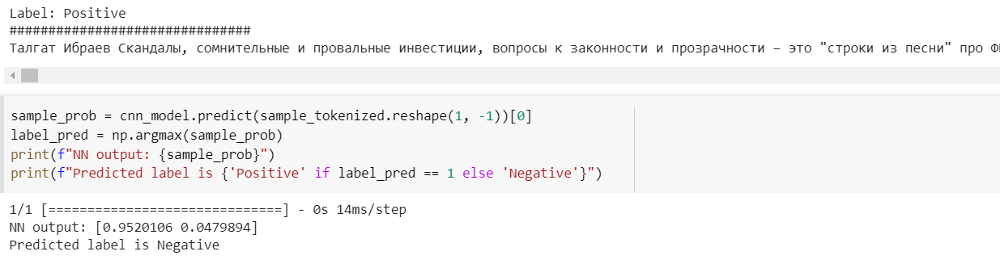 Label: Positive
###############################
Талгат Ибраев Скандалы, сомнительные и провальные инвестиции, вопросы к законности и прозрачности – это "строки из песни" про
sample_prob = cnn_model.predict(sample_tokenized.reshape(1, -1))[0]
label_pred = np.argmax(sample_prob)
print(f"NN output: {sample_prob}")
print(f"Predicted label is {'Positive' if label_pred == 1 else 'Negative'}")
1/1 [==============================] - 0s 14ms/step
NN output: [0.9520106 0.0479894]
Predicted label is Negative